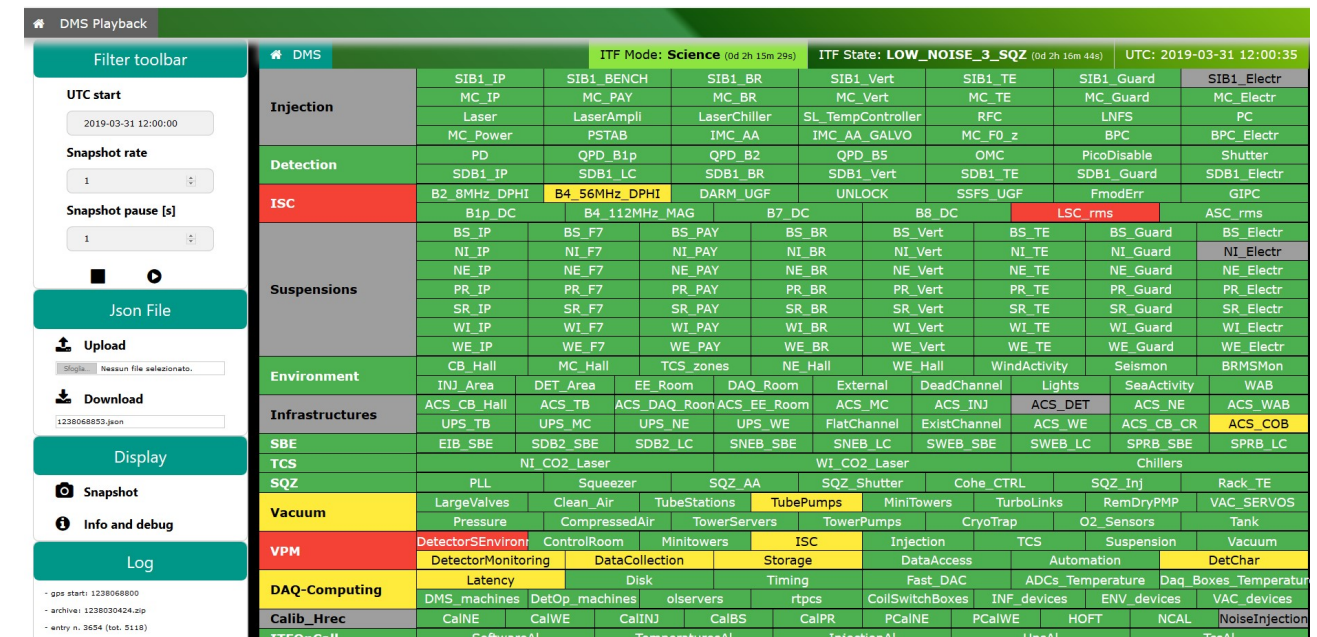 DMS Playback
Filter toolbar
UTC start
2019-03-31 12:00:00
Snapshot rate
1
Snapshot pause [s]
1
Json File
Upload
Sfoglia... Nessun file selezionato.
Download
1238068853.json
Display
Snapshot
Info and debug
Log
- gps start: 1238068800
- archive: 1238030424.zip
- entry n. 3654 (tot. 5118)
DMS ITF Mode: Science (0d 2h 15m 29s) ITF State: LOW_NOISE_3_SQZ (0d 2h 16m 44s) UTC: 2019-03-31 12:00:35
Injection
SIB1_IP SIB1_BENCH SIB1_BR SIB1_Vert SIB1_TE SIB1_Guard SIB1_Electr
MC_IP MC_PAY MC_BR MC_Vert MC_TE MC_Guard MC_Electr
Laser LaserAmpli LaserChiller SL_TempController RFC LNFS PC
MC_Power PSTAB IMC_AA IMC_AA_GALVO MC_F0_z BPC BPC_Electr
Detection
PD QPD_B1p QPD_B2 QPD_B5 OMC PicoDisable Shutter
SDB1_IP SDB1_LC SDB1_BR SDB1_Vert SDB1_TE SDB1_Guard SDB1_Electr
ISC
B2_8MHz_DPHI B4_56MHz_DPHI DARM_UGF UNLOCK SSFS_UGF FmodErr GIPC
B1p_DC B4_112MHz_MAG B7_DC B8_DC LSC_rms ASC_rms
Suspensions
BS_IP BS_F7 BS_PAY BS_BR BS_Vert BS_TE BS_Guard BS_Electr
NI_IP NI_F7 NI_PAY NI_BR NI_Vert NI_TE NI_Guard NI_Electr
NE_IP NE_F7 NE_PAY NE_BR NE_Vert NE_TE NE_Guard NE_Electr
PR_IP PR_F7 PR_PAY PR_BR PR_Vert PR_TE PR_Guard PR_Electr
SR_IP SR_F7 SR_PAY SR_BR SR_Vert SR_TE SR_Guard SR_Electr
WI_IP WI_F7 WI_PAY WI_BR WI_Vert WI_TE WI_Guard WI_Electr
WE_IP WE_F7 WE_PAY WE_BR WE_Vert WE_TE WE_Guard WE_Electr
Environment
CB_Hall MC_Hall TCS_zones NE_Hall WE_Hall WindActivity Seismon BRMSMon
INJ_Area DET_Area EE_Room DAQ_Room External DeadChannel Lights SeaActivity WAB
Infrastructures
ACS_CB_Hall ACS_TB ACS_DAQ_Roon ACS_EE_Room ACS_MC ACS_INJ ACS_DET ACS_NE ACS_WAB
UPS_TB UPS_MC UPS_NE UPS_WE FlatChannel ExistChannel ACS_WE ACS_CB_CR ACS_COB
SBE EIB_SBE SDB2_SBE SDB2_LC SNEB_SBE SNEB_LC SWEB_SBE SWEB_LC SPRB_SBE SPRB_LC
TCS NI_CO2_Laser WI_CO2_Laser Chillers
SQZ PLL Squeezer SQZ_AA SQZ_Shutter Cohe_CTRL SQZ_Inj Rack_TE
Vacuum
LargeValves Clean_Air TubeStations TubePumps MiniTowers TurboLinks RemDryPMP VAC_SERVOS
Pressure CompressedAir TowerServers TowerPumps CryoTrap O2_Sensors Tank
VPM
DetectorSEnvironr ControlRoom Minitowers ISC Injection TCS Suspension Vacuum
DetectorMonitoring DataCollection Storage DataAccess Automation DetChar
DAQ-Computing
Latency Disk Timing Fast_DAC ADCs_Temperature Daq_Boxes_Temperatur
DMS_machines DetOp_machines olservers rtpcs CoilSwitchBoxes INF_devices ENV_devices VAC_devices
Calib_Hrec CalNE CalWE CalINJ CalBS CalPR PCalNE PCalWE HOFT NCAL NoiseInjection